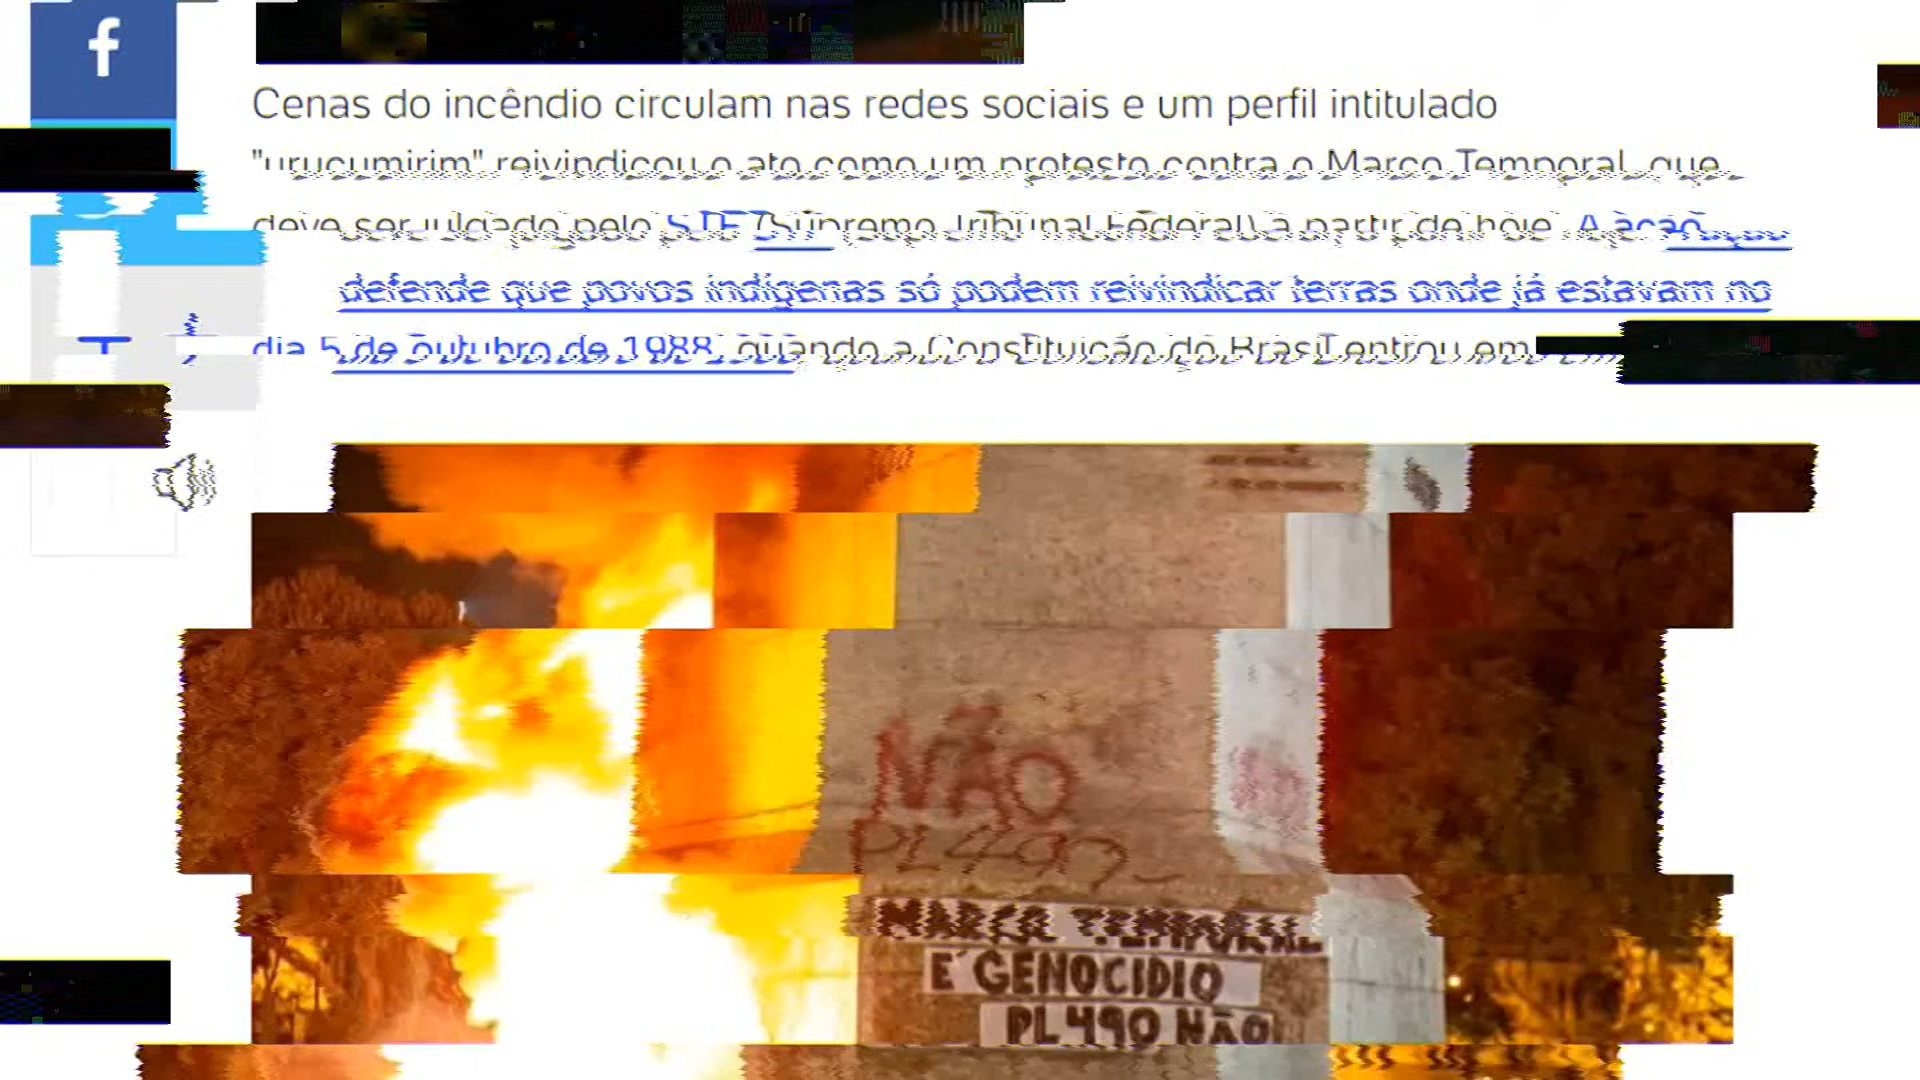 f
Cenas do incêndio circulam nas redes sociais e um perfil intitulado
"urucumirim" reivindicou o ato como um protesto contra o Marco Temporal, que
deve ser julgado pelo STF (Supremo Tribunal Federal) a partir de hoje. A ação
defende que povos indígenas só podem reivindicar terras onde já estavam no
dia 5 de outubro de 1988, quando a Constituição do Brasil entrou em
NÃO
PL490
MARCO TEMPORAL
E' GENOCIDIO
PL490 NÃO